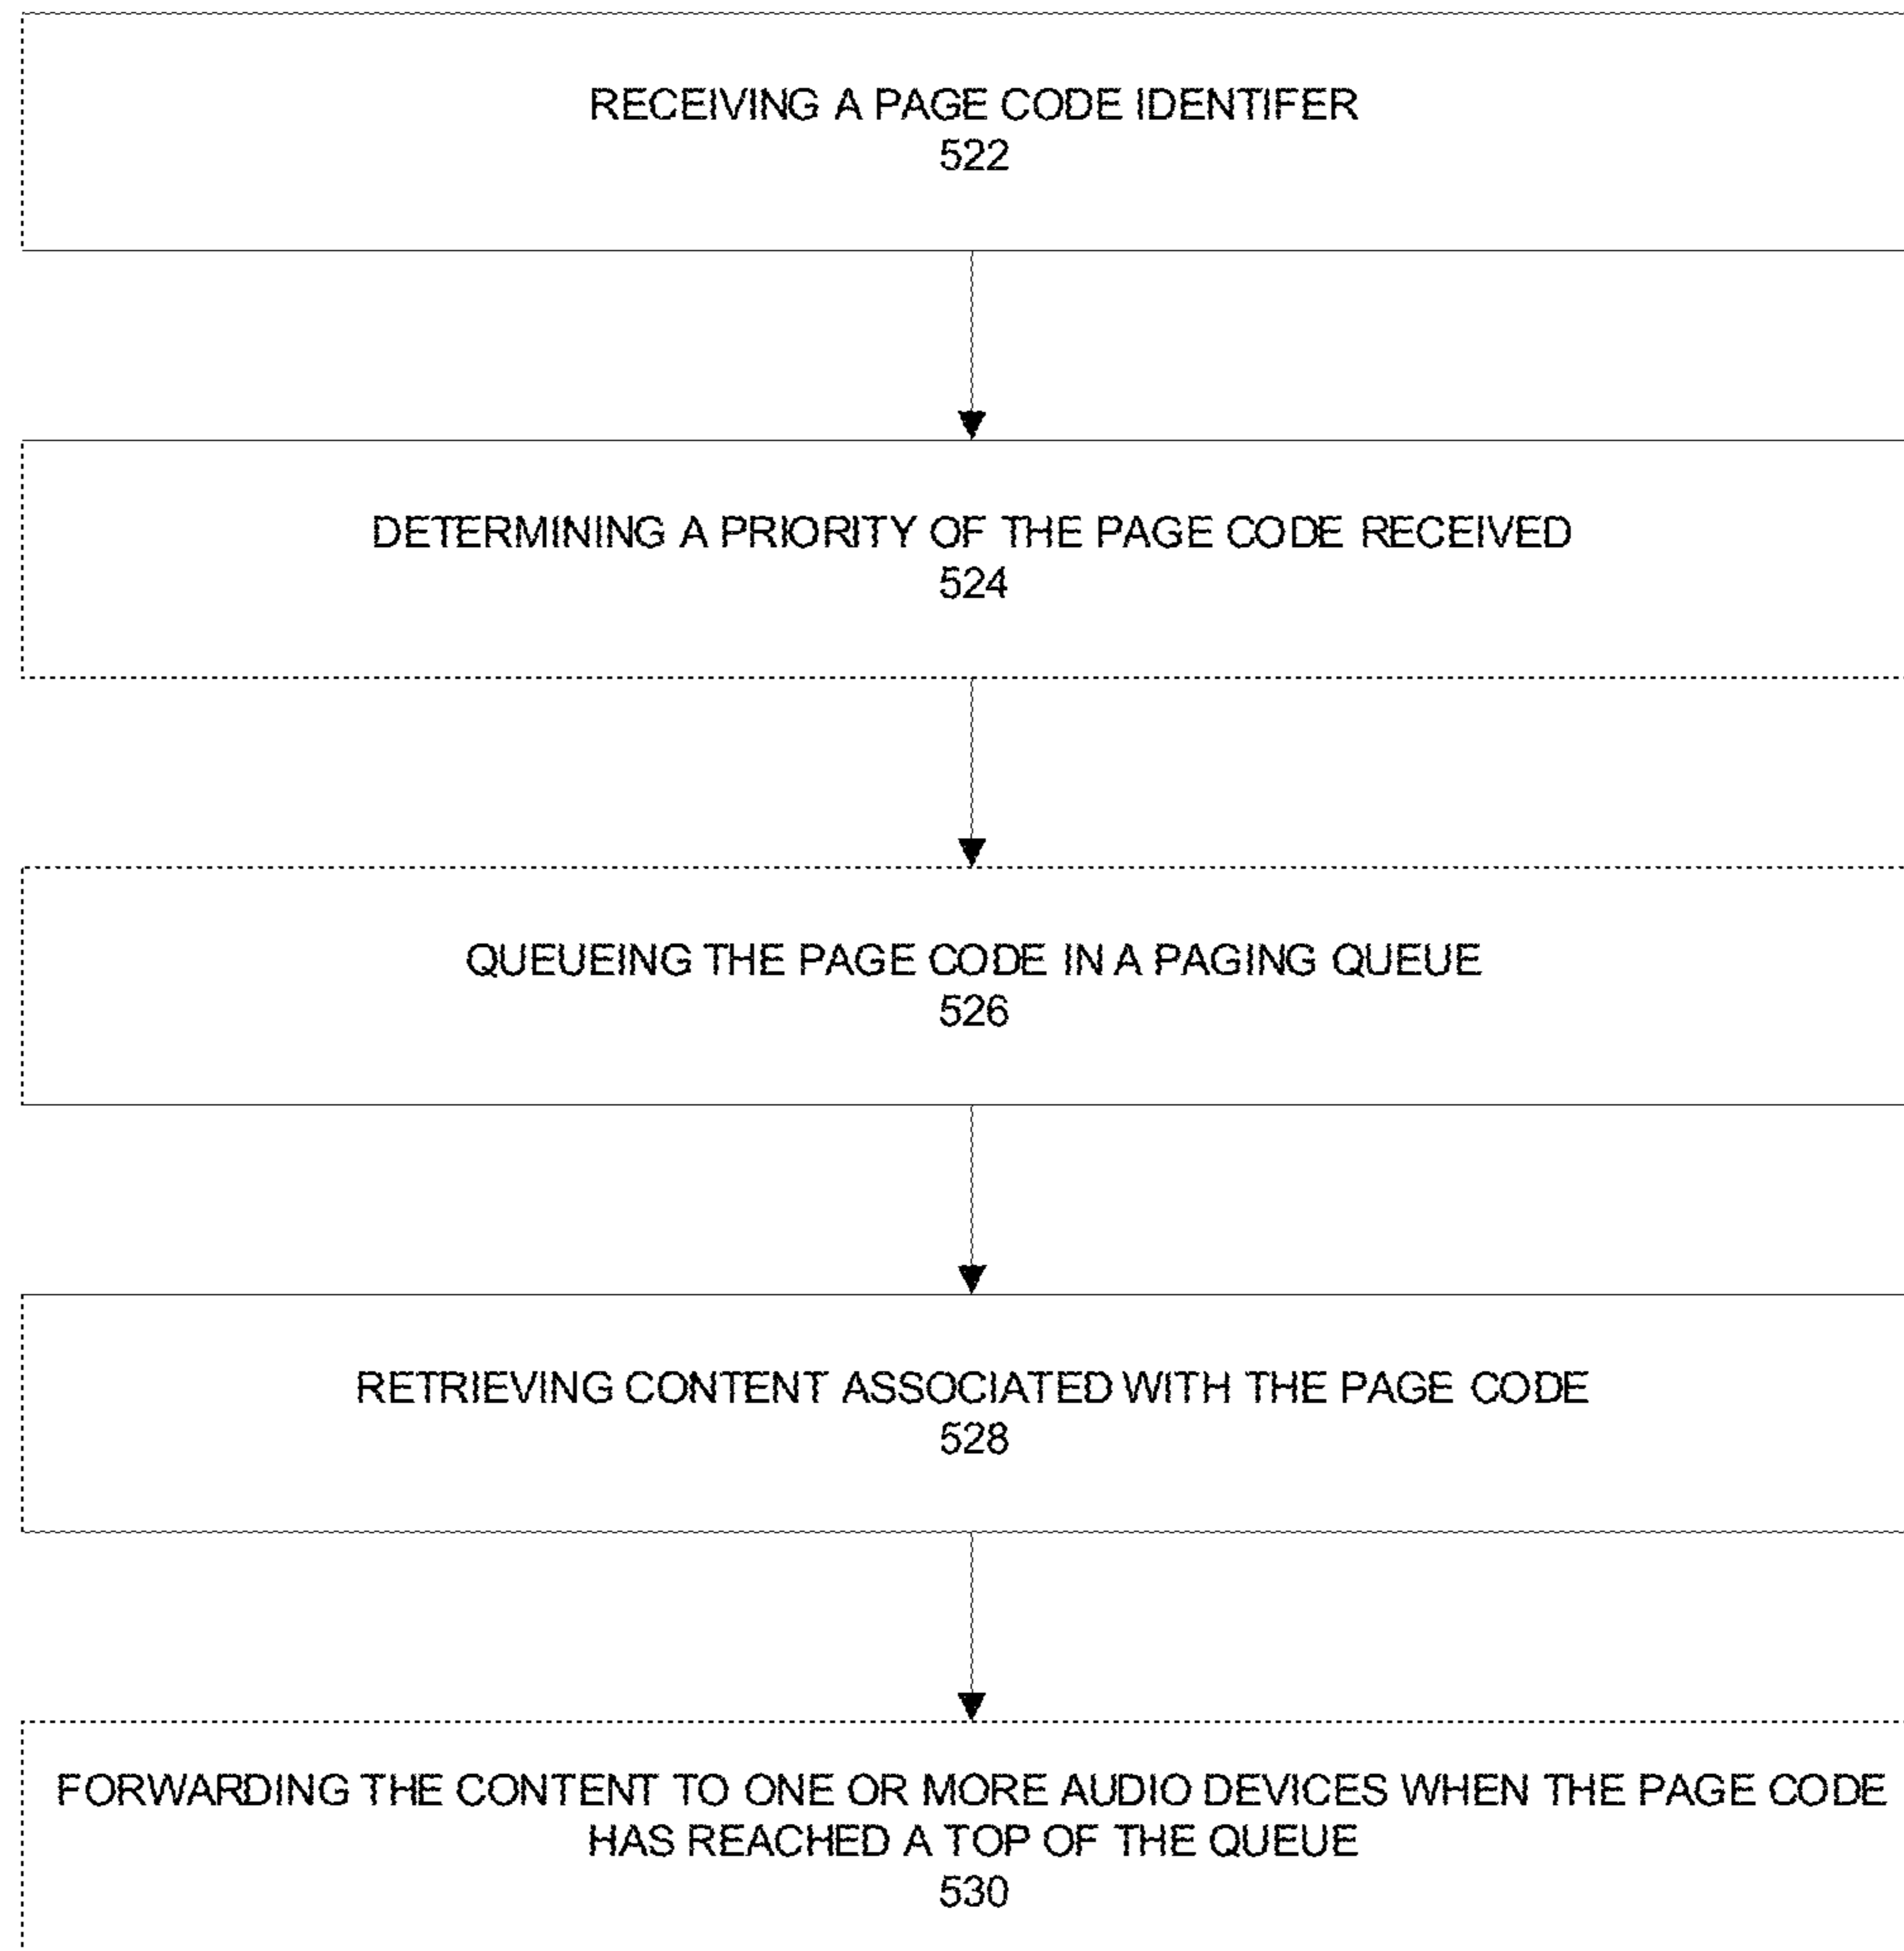 RECEIVING A PAGE CODE IDENTIFER
522
DETERMINING A PRIORITY OF THE PAGE CODE RECEIVED
524
QUEUEING THE PAGE CODE IN A PAGING QUEUE
526
RETRIEVING CONTENT ASSOCIATED WITH THE PAGE CODE
528
FORWARDING THE CONTENT TO ONE OR MORE AUDIO DEVICES WHEN THE PAGE CODE
HAS REACHED A TOP OF THE QUEUE
530